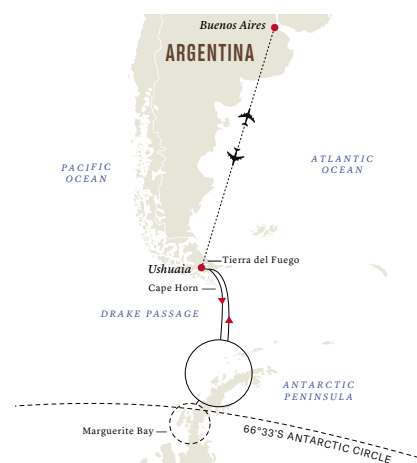 Buenos Aires
ARGENTINA
PACIFIC
OCEAN
ATLANTIC
OCEAN
Tierra del Fuego
Ushuaia
Cape Horn
DRAKE PASSAGE
ANTARCTIC
PENINSULA
Marguerite Bay
66°33'S ANTARCTIC CIRCLE